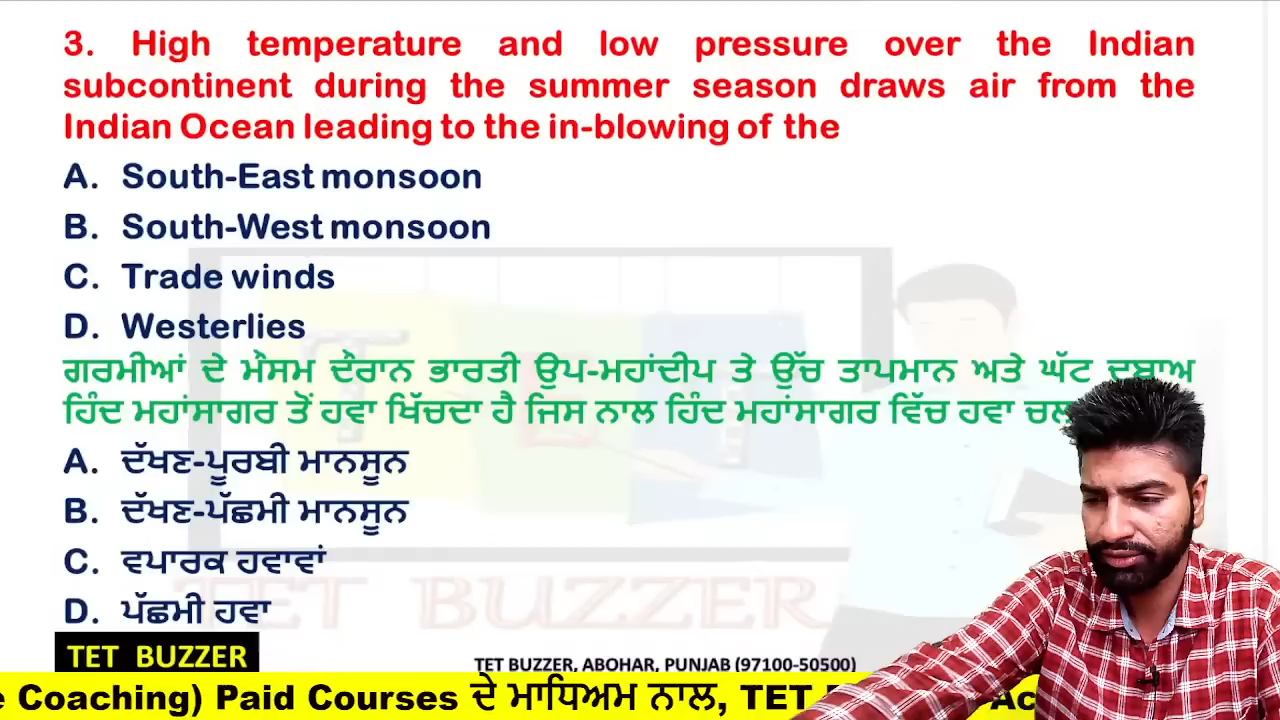 3. High temperature and low pressure over the Indian
subcontinent during the summer season draws air from the
Indian Ocean leading to the in-blowing of the
A. South-East monsoon
B. South-West monsoon
C. Trade winds
D. Westerlies
ਗਰਮੀਆਂ ਦੇ ਮੌਸਮ ਦੌਰਾਨ ਭਾਰਤੀ ਉਪ-ਮਹਾਂਦੀਪ ਤੇ ਉੱਚ ਤਾਪਮਾਨ ਅਤੇ ਘੱਟ ਦਬਾਅ
ਹਿੰਦ ਮਹਾਂਸਾਗਰ ਤੋਂ ਹਵਾ ਖਿੱਚਦਾ ਹੈ ਜਿਸ ਨਾਲ ਹਿੰਦ ਮਹਾਂਸਾਗਰ ਵਿੱਚ ਹਵਾ
A. ਦੱਖਣ-ਪੂਰਬੀ ਮਾਨਸੂਨ
B. ਦੱਖਣ-ਪੱਛਮੀ ਮਾਨਸੂਨ
C. ਵਪਾਰਕ ਹਵਾਵਾਂ
D. ਪੱਛਮੀ ਹਵਾ
TET BUZZER
TET BUZZER
TET BUZZER, ABOHAR, PUNJAB (97100-50500)
Coaching) Paid Courses ਦੇ ਮਾਧਿਅਮ ਨਾਲ, TET